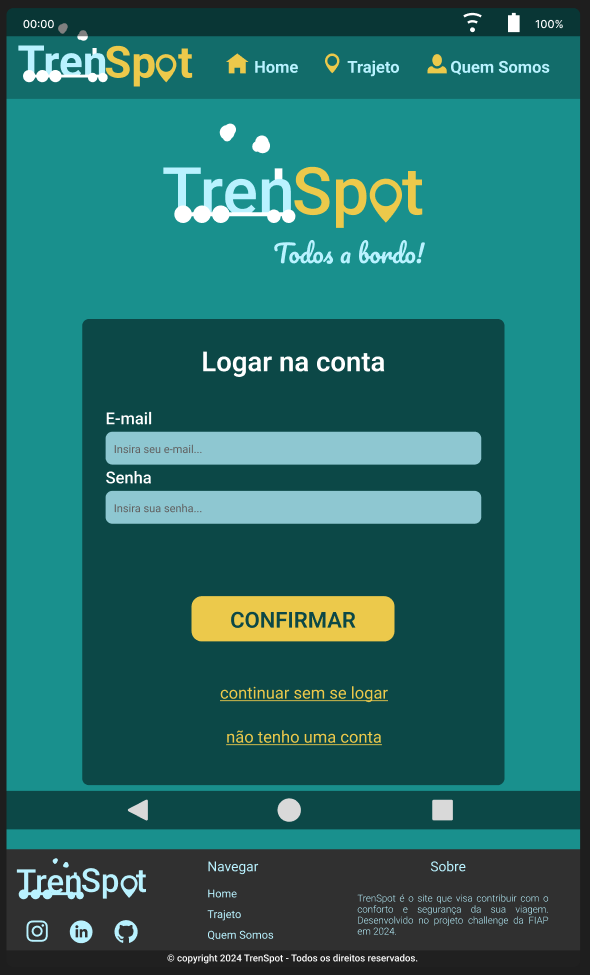 00:00 100%
TrenSpot Home Trajeto Quem Somos
TrenSpot
Todos a bordo!
Logar na conta
E-mail
Insira seu e-mail...
Senha
Insira sua senha...
CONFIRMAR
continuar sem se logar
não tenho uma conta
TrenSpot
Navegar
Home
Trajeto
Quem Somos
Sobre
TrenSpot é o site que visa contribuir com o
conforto e segurança da sua viagem.
Desenvolvido no projeto challenge da FIAP
em 2024.
© copyright 2024 TrenSpot - Todos os direitos reservados.